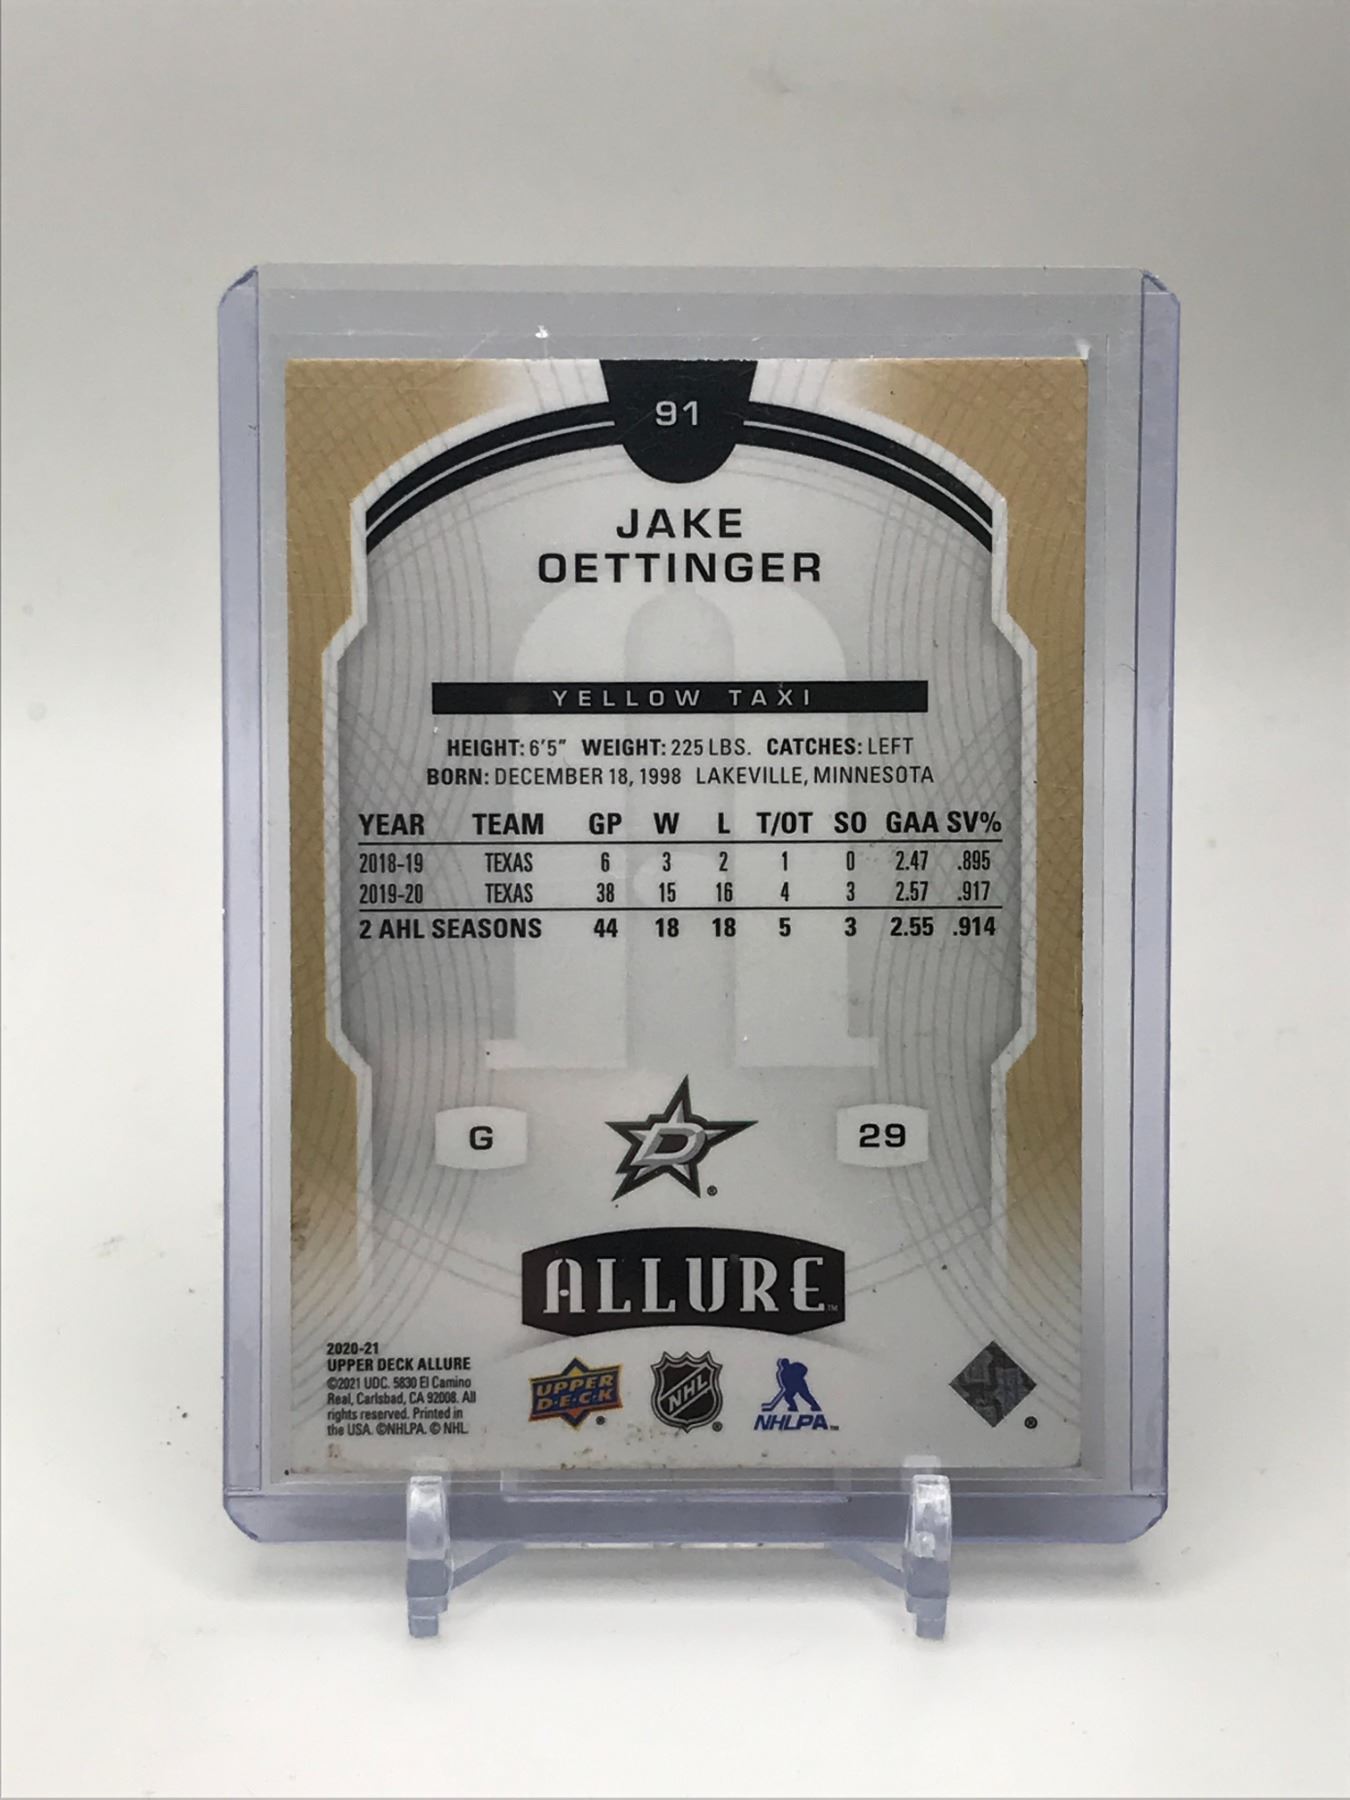 91
JAKE
OETTINGER
YELLOW TAXI
HEIGHT: 6'5" WEIGHT: 225 LBS. CATCHES: LEFT
BORN: DECEMBER 18, 1998 LAKEVILLE, MINNESOTA
YEAR TEAM GP W L T/OT SO GAA SV%
2018-19 TEXAS 6 3 2 1 0 2.47 .895
2019-20 TEXAS 38 15 16 4 3 2.57 .917
2 AHL SEASONS 44 18 18 5 3 2.55 .914
G D® 29
ALLURE™
2020-21
UPPER DECK ALLURE
©2021 UDC. 5830 El Camino
Real, Carlsbad, CA 92008. All
rights reserved. Printed in
the USA. ©NHLPA. © NHL.
UPPER DECK® NHL® NHLPA™ ®